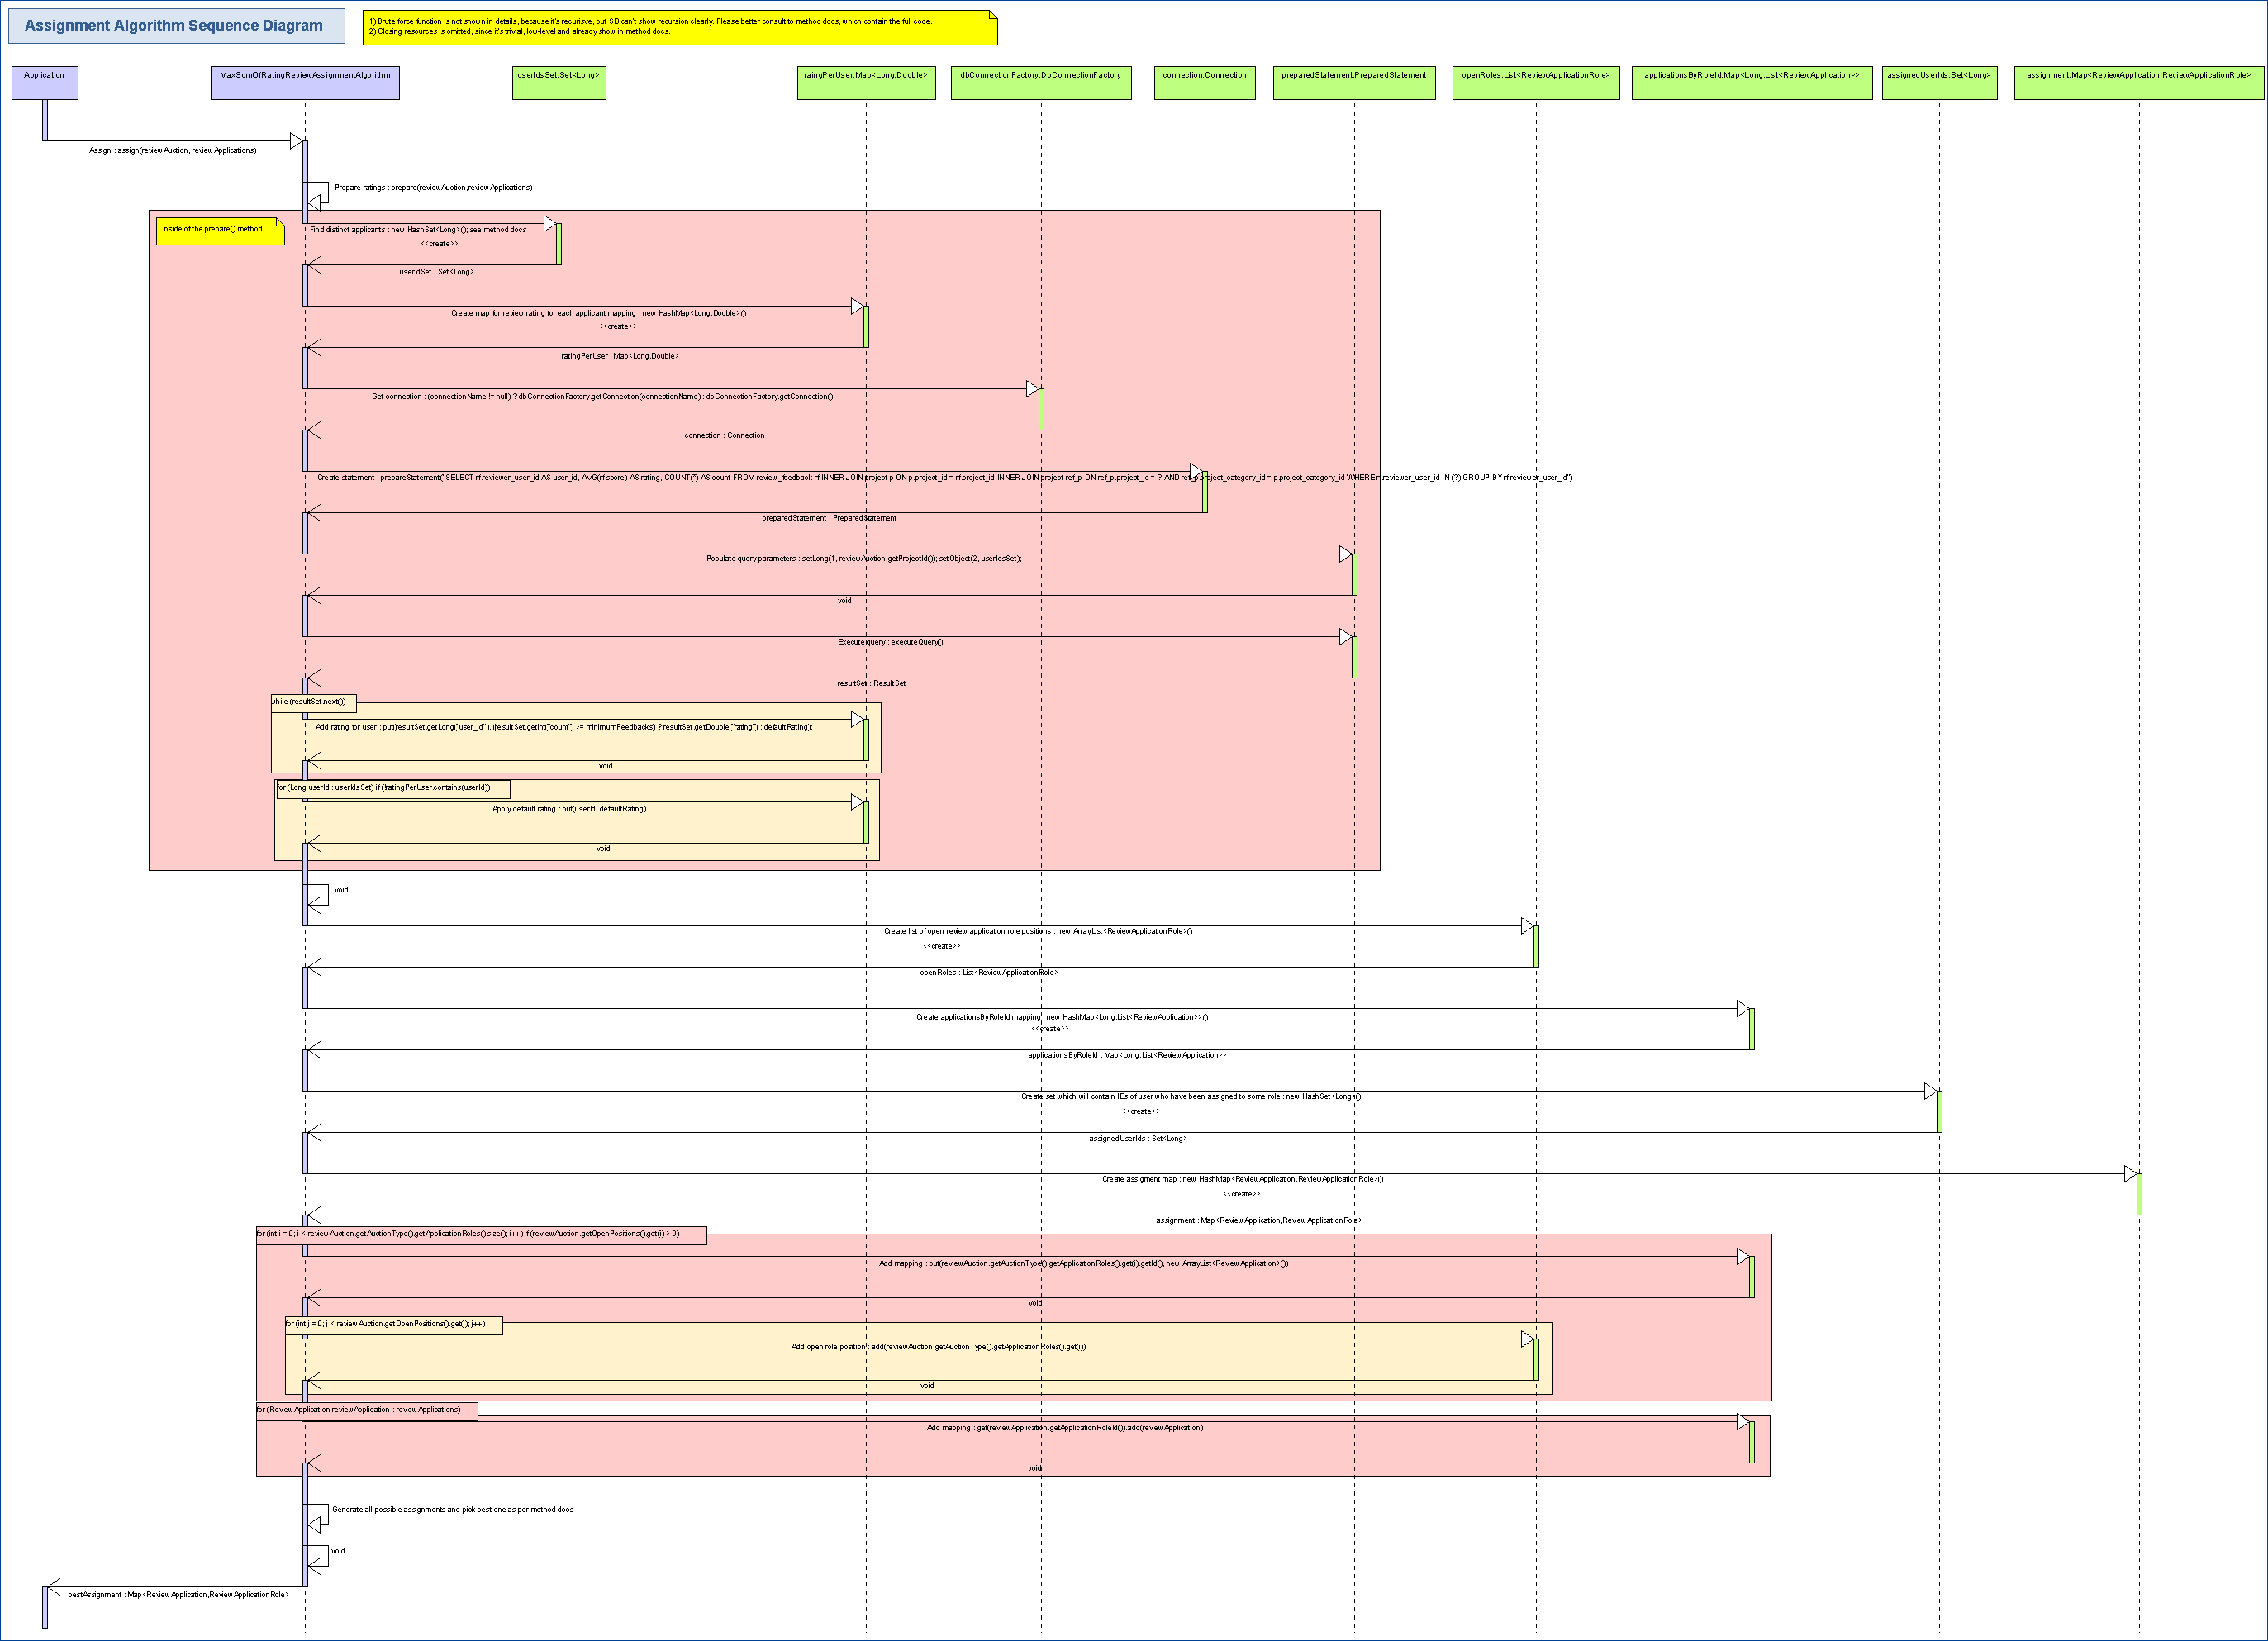 Assignment Algorithm Sequence Diagram
1) Brute force function is not shown in details, because it's recurisve, but SD can't show recursion clearly. Please better consult to method docs, which contain the full code.
2) Closing resources is omitted, since it's trivial, low-level and already show in method docs.
Application
MaxSumOfRatingReviewAssignmentAlgorithm
userIdsSet:Set<Long>
raingPerUser:Map<Long,Double>
dbConnectionFactory:DbConnectionFactory
connection:Connection
preparedStatement:PreparedStatement
openRoles:List<ReviewApplicationRole>
applicationsByRoleId:Map<Long,List<ReviewApplication>>
assignedUserIds:Set<Long>
assignment:Map<ReviewApplication,ReviewApplicationRole>
Assign : assign(reviewAuction, reviewApplications)
Prepare ratings : prepare(reviewAuction,reviewApplications)
Inside of the prepare() method.
Find distinct applicants : new HashSet<Long>(); see method docs
<<create>>
userIdSet : Set<Long>
Create map for review rating for each applicant mapping : new HashMap<Long,Double>()
<<create>>
ratingPerUser : Map<Long,Double>
Get connection : (connectionName != null) ? dbConnectionFactory.getConnection(connectionName) : dbConnectionFactory.getConnection()
connection : Connection
Create statement : prepareStatement("SELECT rf.reviewer_user_id AS user_id, AVG(rf.score) AS rating, COUNT(*) AS count FROM review_feedback rf INNER JOIN project p ON p.project_id = rf.project_id INNER JOIN project ref_p ON ref_p.project_id = ? AND ref_p.project_category_id = p.project_category_id WHERE rf.reviewer_user_id IN (?) GROUP BY rf.reviewer_user_id")
preparedStatement : PreparedStatement
Populate query parameters : setLong(1, reviewAuction.getProjectId()); setObject(2, userIdsSet);
void
Execute query : executeQuery()
resultSet : ResultSet
while (resultSet.next())
Add rating for user : put(resultSet.getLong("user_id"), (resultSet.getInt("count") >= minimumFeedbacks) ? resultSet.getDouble("rating") : defaultRating);
void
for (Long userId : userIdsSet) if (!ratingPerUser.contains(userId))
Apply default rating : put(userId, defaultRating)
void
void
Create list of open review application role positions : new ArrayList<ReviewApplicationRole>()
<<create>>
openRoles : List<ReviewApplicationRole>
Create applicationsByRoleId mapping : new HashMap<Long,List<ReviewApplication>>()
<<create>>
applicationsByRoleId : Map<Long,List<ReviewApplication>>
Create set which will contain IDs of user who have been assigned to some role : new HashSet<Long>()
<<create>>
assignedUserIds : Set<Long>
Create assigment map : new HashMap<ReviewApplication,ReviewApplicationRole>()
<<create>>
assignment : Map<ReviewApplication,ReviewApplicationRole>
for (int i = 0; i < reviewAuction.getAuctionType().getApplicationRoles().size(); i++) if (reviewAuction.getOpenPositions().get(i) > 0)
Add mapping : put(reviewAuction.getAuctionType().getApplicationRoles().get(i).getId(), new ArrayList<ReviewApplication>())
void
for (int j = 0; j < reviewAuction.getOpenPositions().get(i); j++)
Add open role position : add(reviewAuction.getAuctionType().getApplicationRoles().get(i))
void
for (ReviewApplication reviewApplication : reviewApplications)
Add mapping : get(reviewApplication.getApplicationRoleId()).add(reviewApplication)
void
Generate all possible assignments and pick best one as per method docs
void
bestAssignment : Map<ReviewApplication,ReviewApplicationRole>